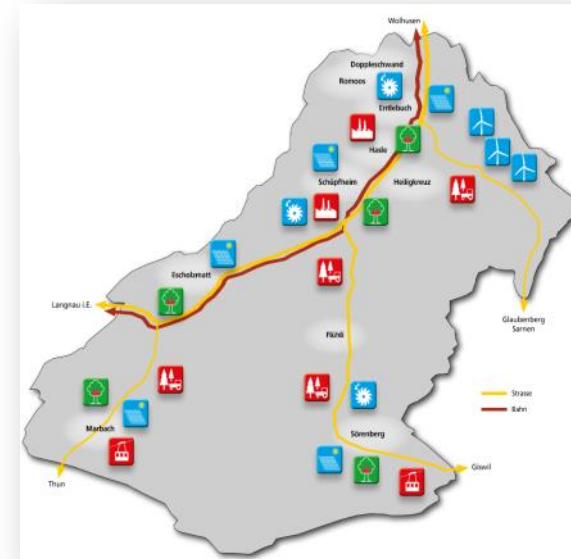 Wolhusen
Doppleschwand
Romoos
Entlebuch
Hasle
Schüpfheim
Heiligkreuz
Escholzmatt
Langnau i.E.
Glaubenberg
Sarnen
Flühli
Strasse
Bahn
Marbach
Sörenberg
Giswil
Thun